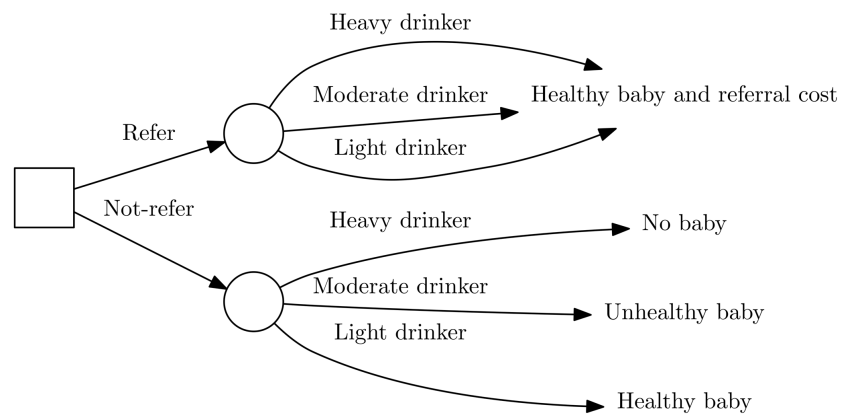 Heavy drinker
Moderate drinker
Healthy baby and referral cost
Refer
Light drinker
Not-refer
Heavy drinker
No baby
Moderate drinker
Unhealthy baby
Light drinker
Healthy baby